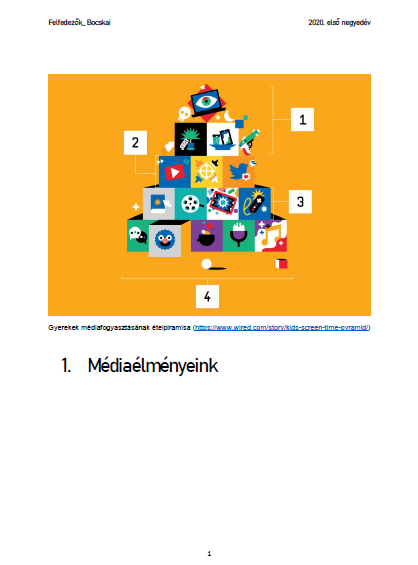 Felfedezők_ Bocskai 2020. első negyedév
1
2
3
4
Gyerekek médiafogyasztásának ételpiramisa (https://www.wired.com/story/kids-screen-time-pyramid/)
1. Médiaélményeink
1